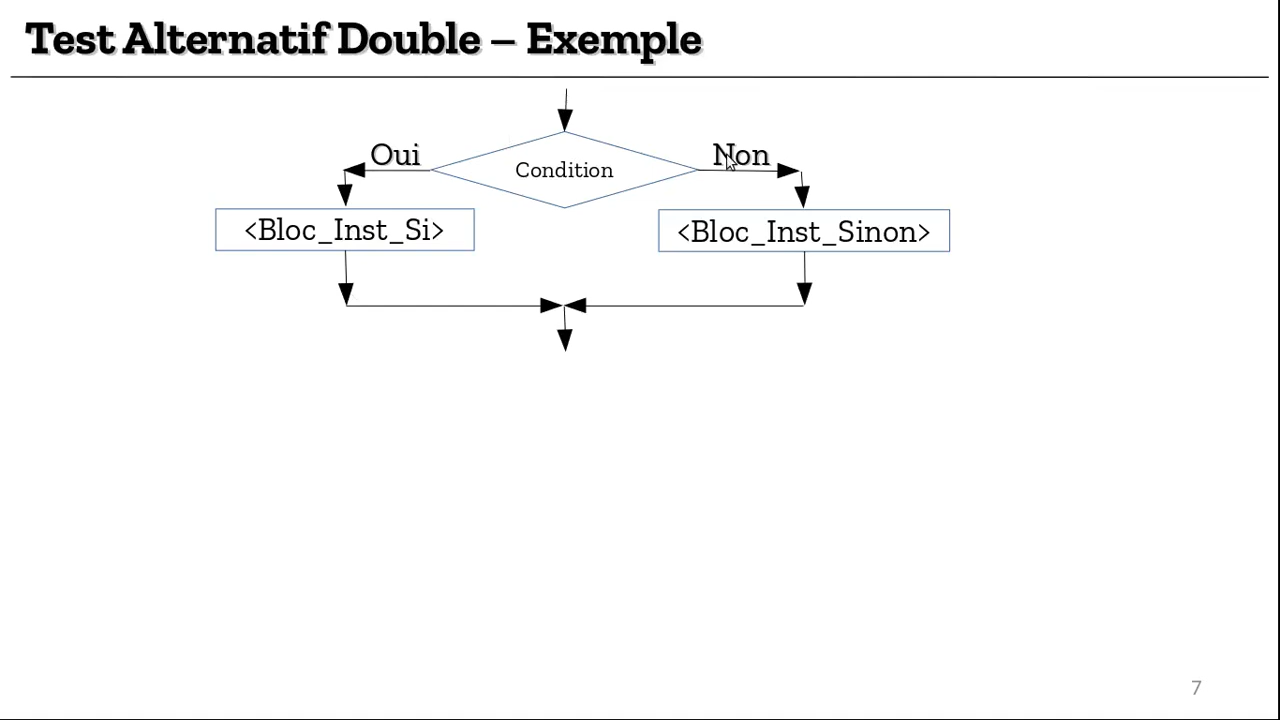 Test Alternatif Double – Exemple
Oui
Non
Condition
<Bloc_Inst_Si>
<Bloc_Inst_Sinon>
7